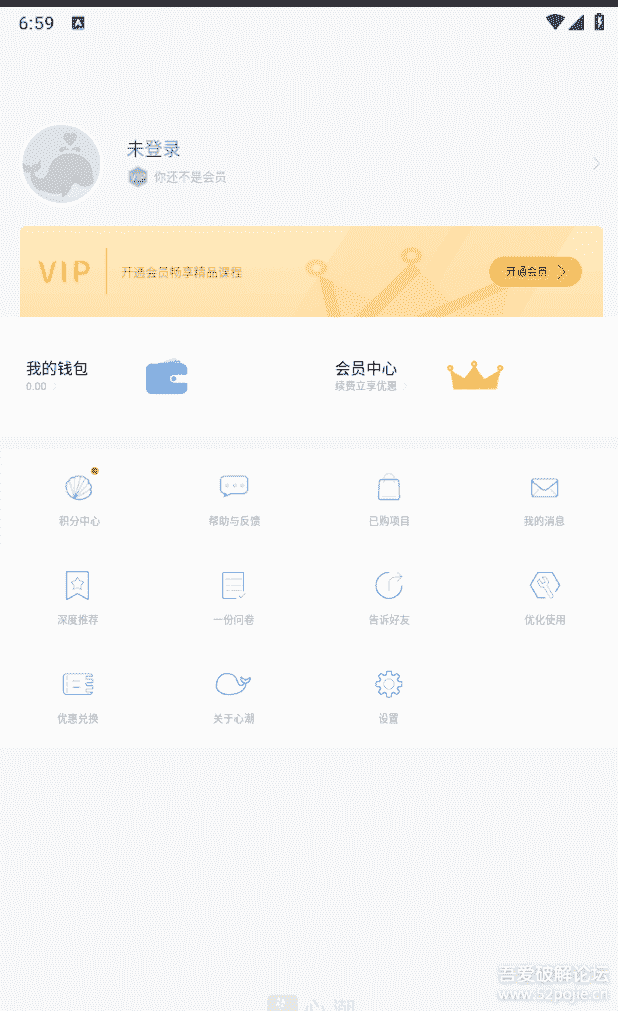 6:59
未登录
你还不是会员
VIP 开通会员畅享精品课程 开通会员
我的钱包
0.00
会员中心
续费立享优惠
积分中心 帮助与反馈 已购项目 我的消息
深度推荐 一份问卷 告诉好友 优化使用
优惠兑换 关于心潮 设置
吾爱破解论坛
www.52pojie.cn
心潮